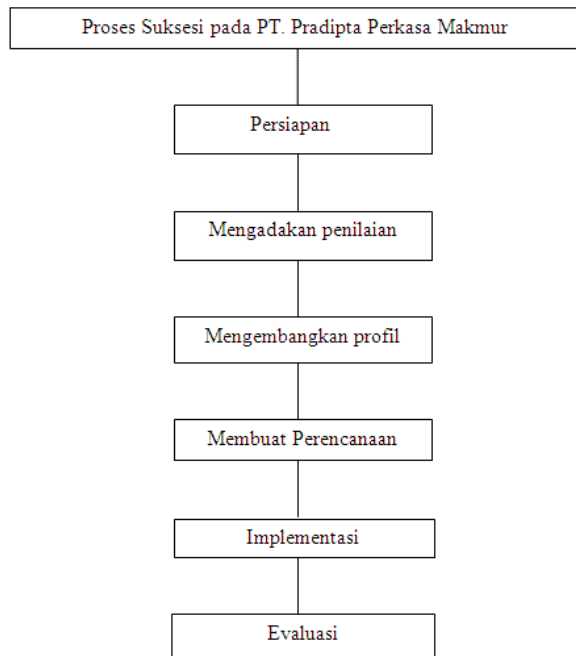 Proses Suksesi pada PT. Pradipta Perkasa Makmur
Persiapan
Mengadakan penilaian
Mengembangkan profil
Membuat Perencanaan
Implementasi
Evaluasi